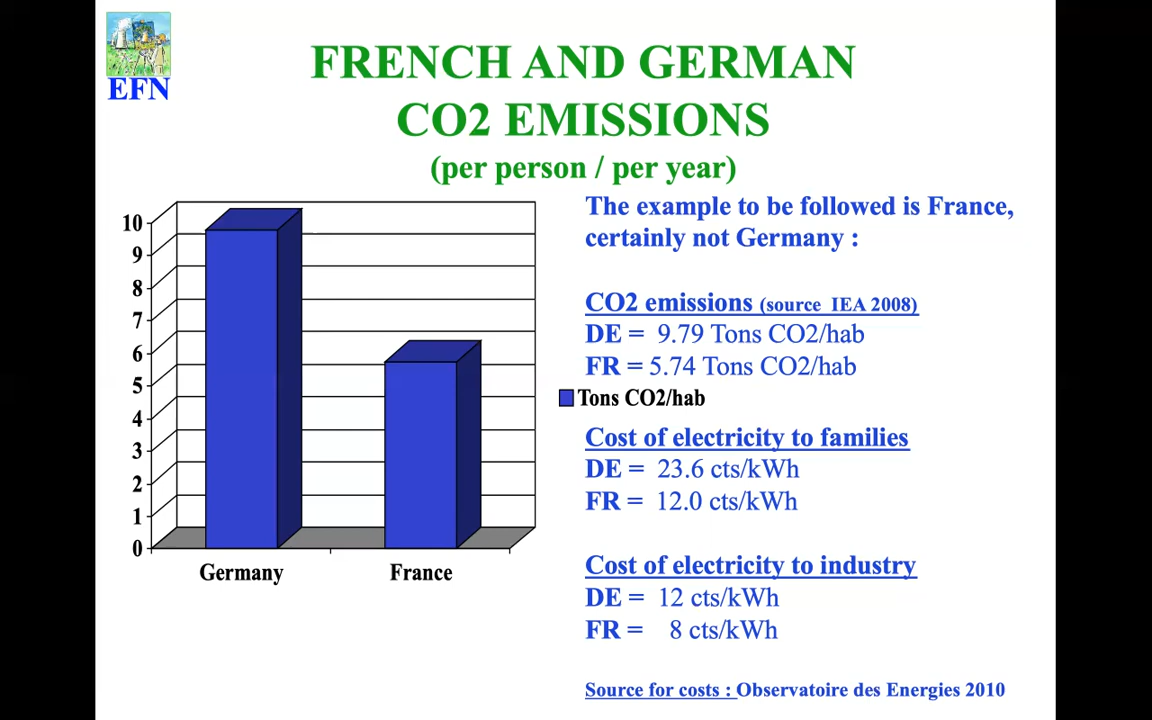 EFN
FRENCH AND GERMAN
CO2 EMISSIONS
(per person / per year)
10
9
8
7
6
5
4
3
2
1
0
Germany
France
Tons CO2/hab
The example to be followed is France,
certainly not Germany :
CO2 emissions (source IEA 2008)
DE = 9.79 Tons CO2/hab
FR = 5.74 Tons CO2/hab
Cost of electricity to families
DE = 23.6 cts/kWh
FR = 12.0 cts/kWh
Cost of electricity to industry
DE = 12 cts/kWh
FR = 8 cts/kWh
Source for costs : Observatoire des Energies 2010